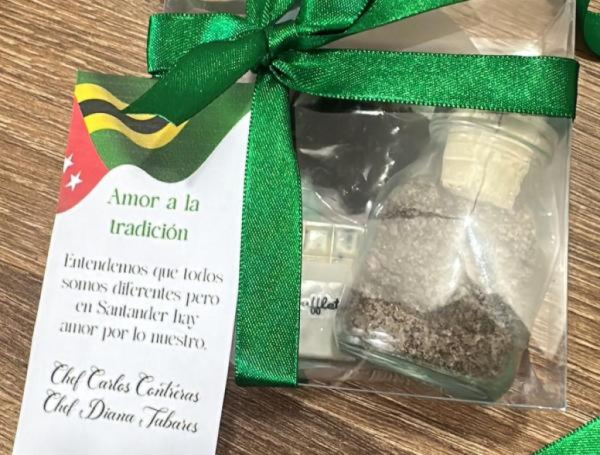 Amor a la
tradición
Entendemos que todos
somos diferentes pero
en Santander hay
amor por lo nuestro.
Chef Carlos Contreras
Chef Diana Tabares